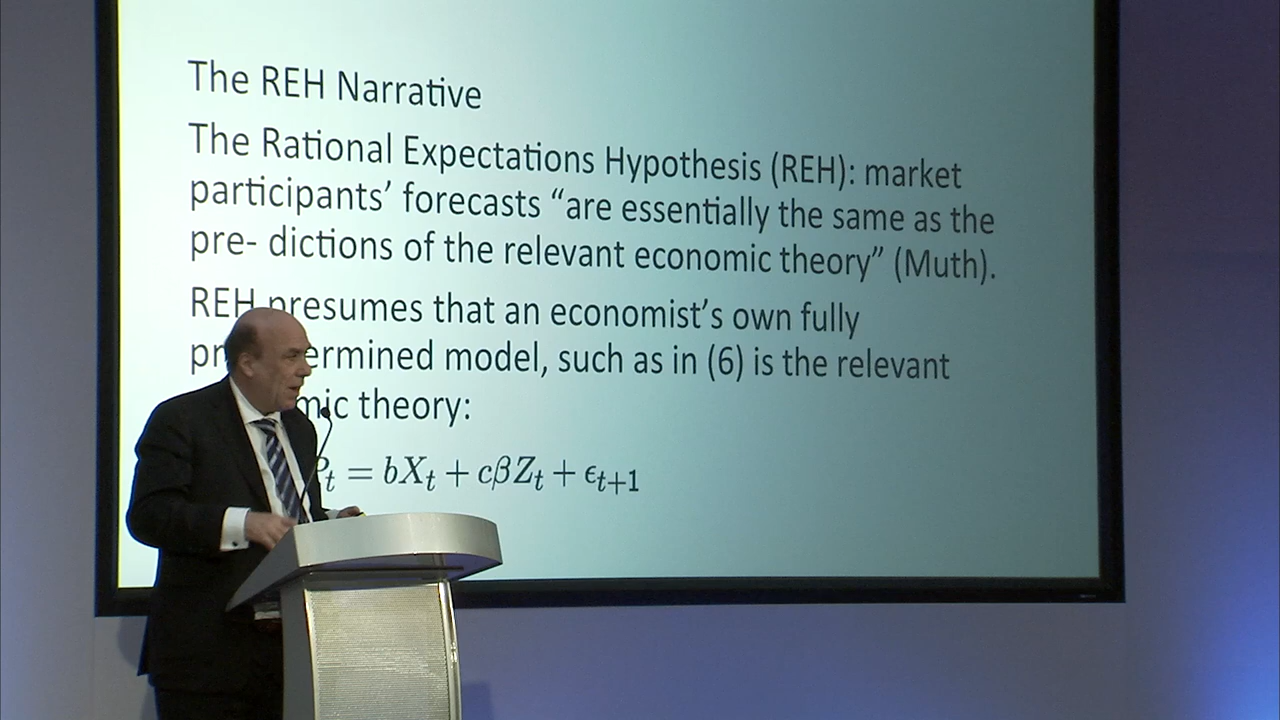 The REH Narrative
The Rational Expectations Hypothesis (REH): market
participants’ forecasts “are essentially the same as the
pre- dictions of the relevant economic theory” (Muth).
REH presumes that an economist’s own fully
model, such as in (6) is the relevant
theory:
= bXₜ + cβZₜ + ϵₜ₊₁